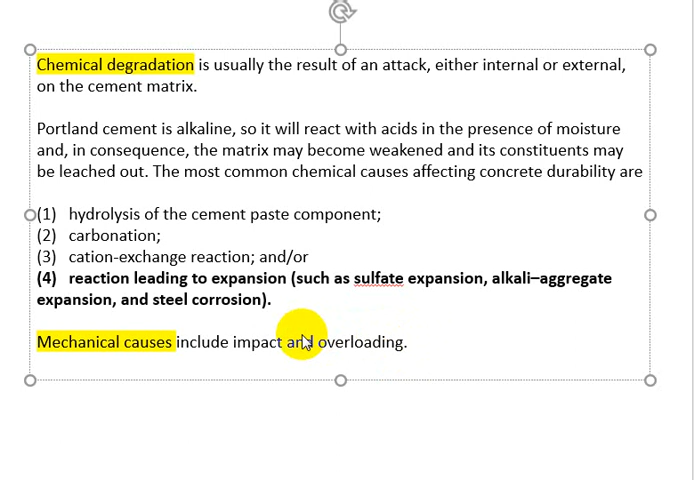 Chemical degradation is usually the result of an attack, either internal or external,
on the cement matrix.
Portland cement is alkaline, so it will react with acids in the presence of moisture
and, in consequence, the matrix may become weakened and its constituents may
be leached out. The most common chemical causes affecting concrete durability are
(1) hydrolysis of the cement paste component;
(2) carbonation;
(3) cation-exchange reaction; and/or
(4) reaction leading to expansion (such as sulfate expansion, alkali–aggregate
expansion, and steel corrosion).
Mechanical causes include impact and overloading.